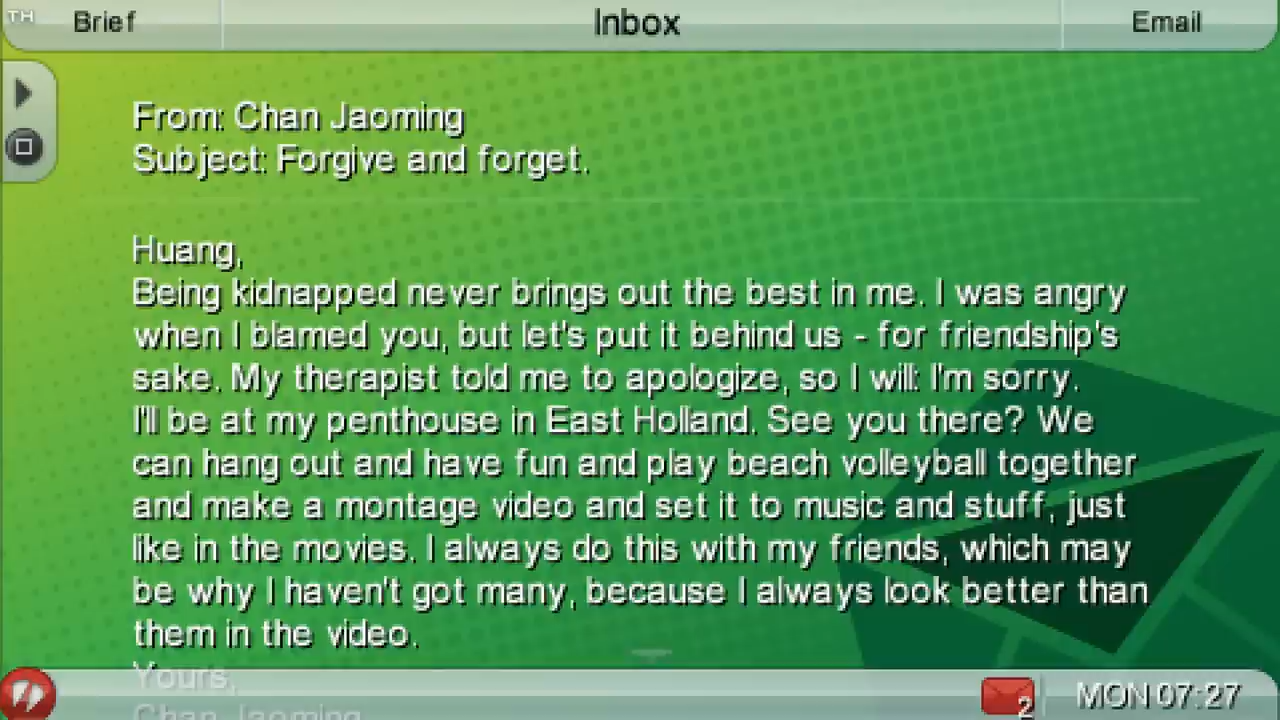 TH
Brief
Inbox
Email
From: Chan Jaoming
Subject: Forgive and forget.
Huang,
Being kidnapped never brings out the best in me. I was angry
when I blamed you, but let's put it behind us - for friendship's
sake. My therapist told me to apologize, so I will: I'm sorry.
I'll be at my penthouse in East Holland. See you there? We
can hang out and have fun and play beach volleyball together
and make a montage video and set it to music and stuff, just
like in the movies. I always do this with my friends, which may
be why I haven't got many, because I always look better than
them in the video.
Yours,
Chan Jaoming
2
MON 07:27